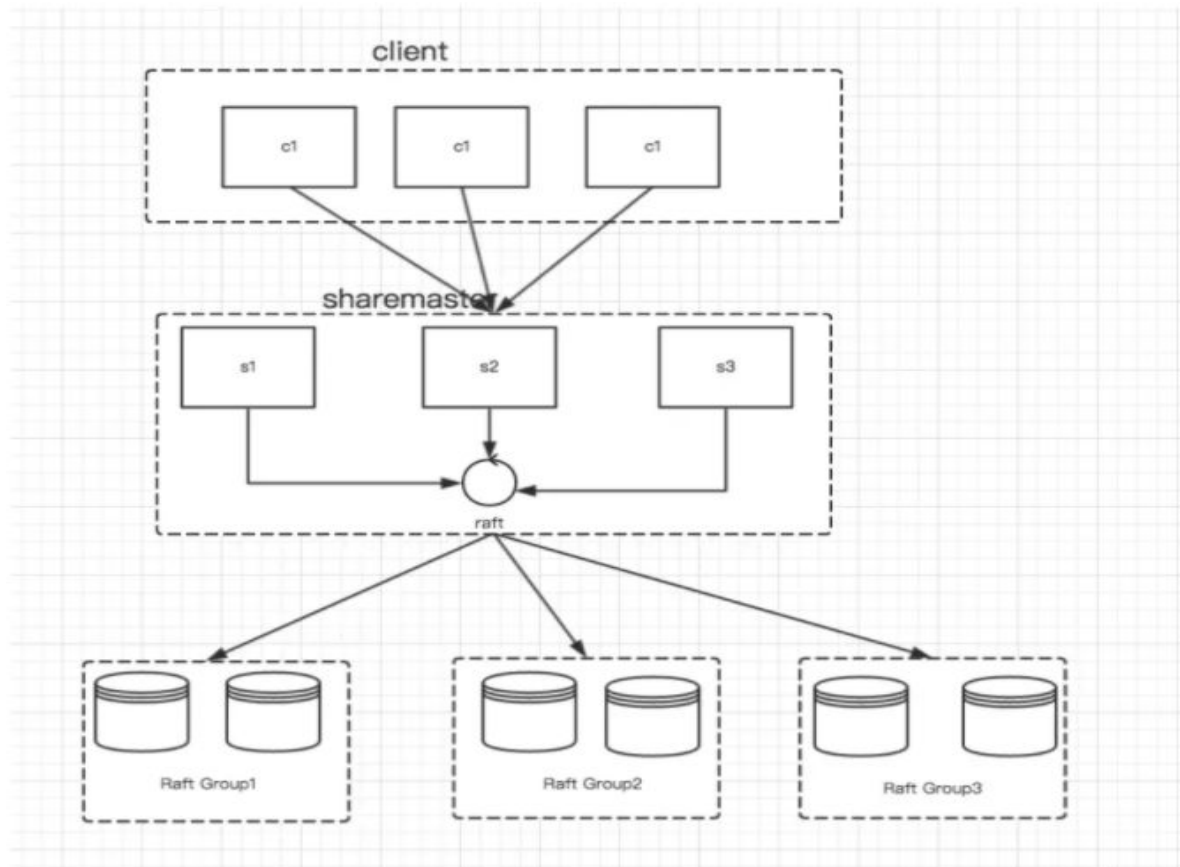 client
c1
c1
c1
sharemaster
s1
s2
s3
raft
Raft Group1
Raft Group2
Raft Group3